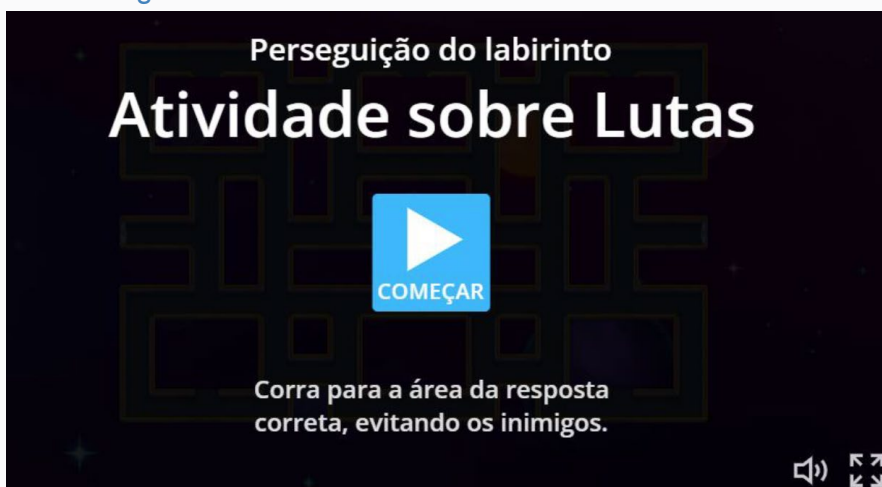 Perseguição do labirinto
Atividade sobre Lutas
COMEÇAR
Corra para a área da resposta
correta, evitando os inimigos.